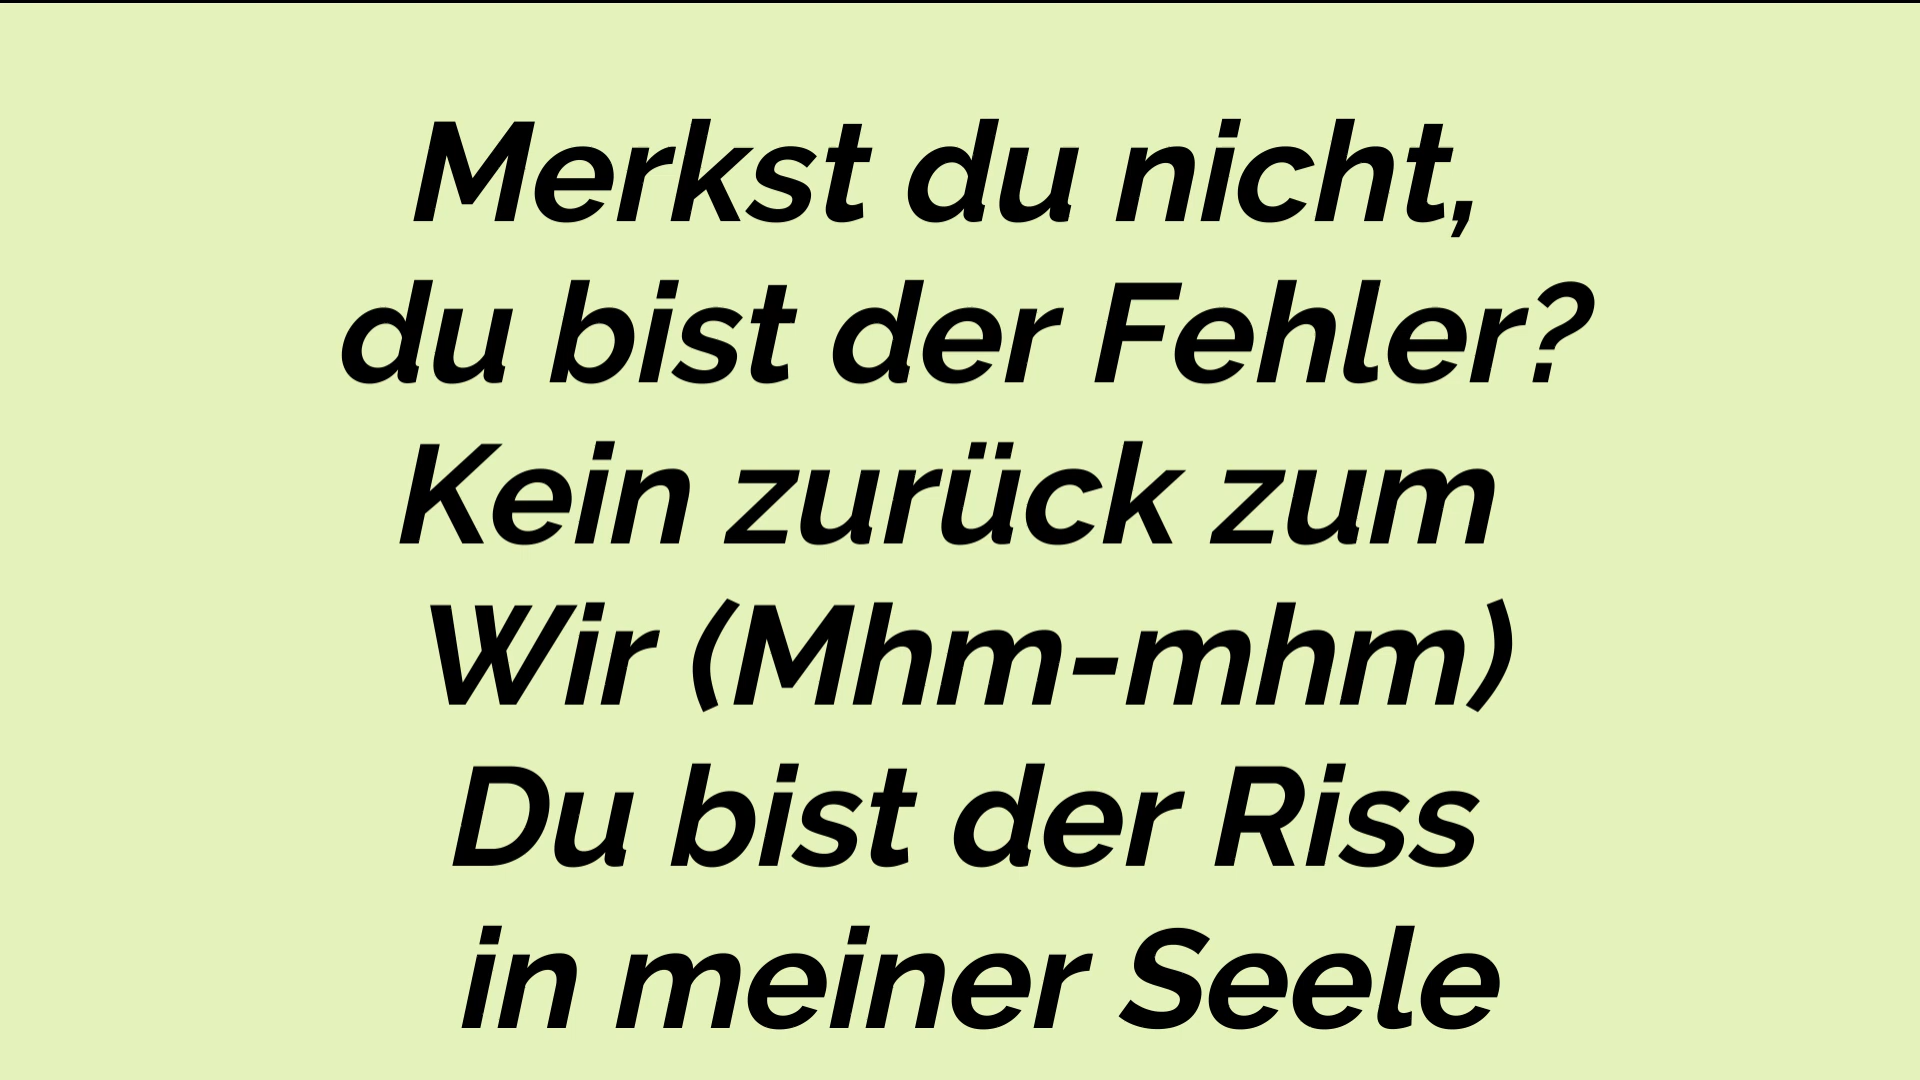 Merkst du nicht,
du bist der Fehler?
Kein zurück zum
Wir (Mhm-mhm)
Du bist der Riss
in meiner Seele